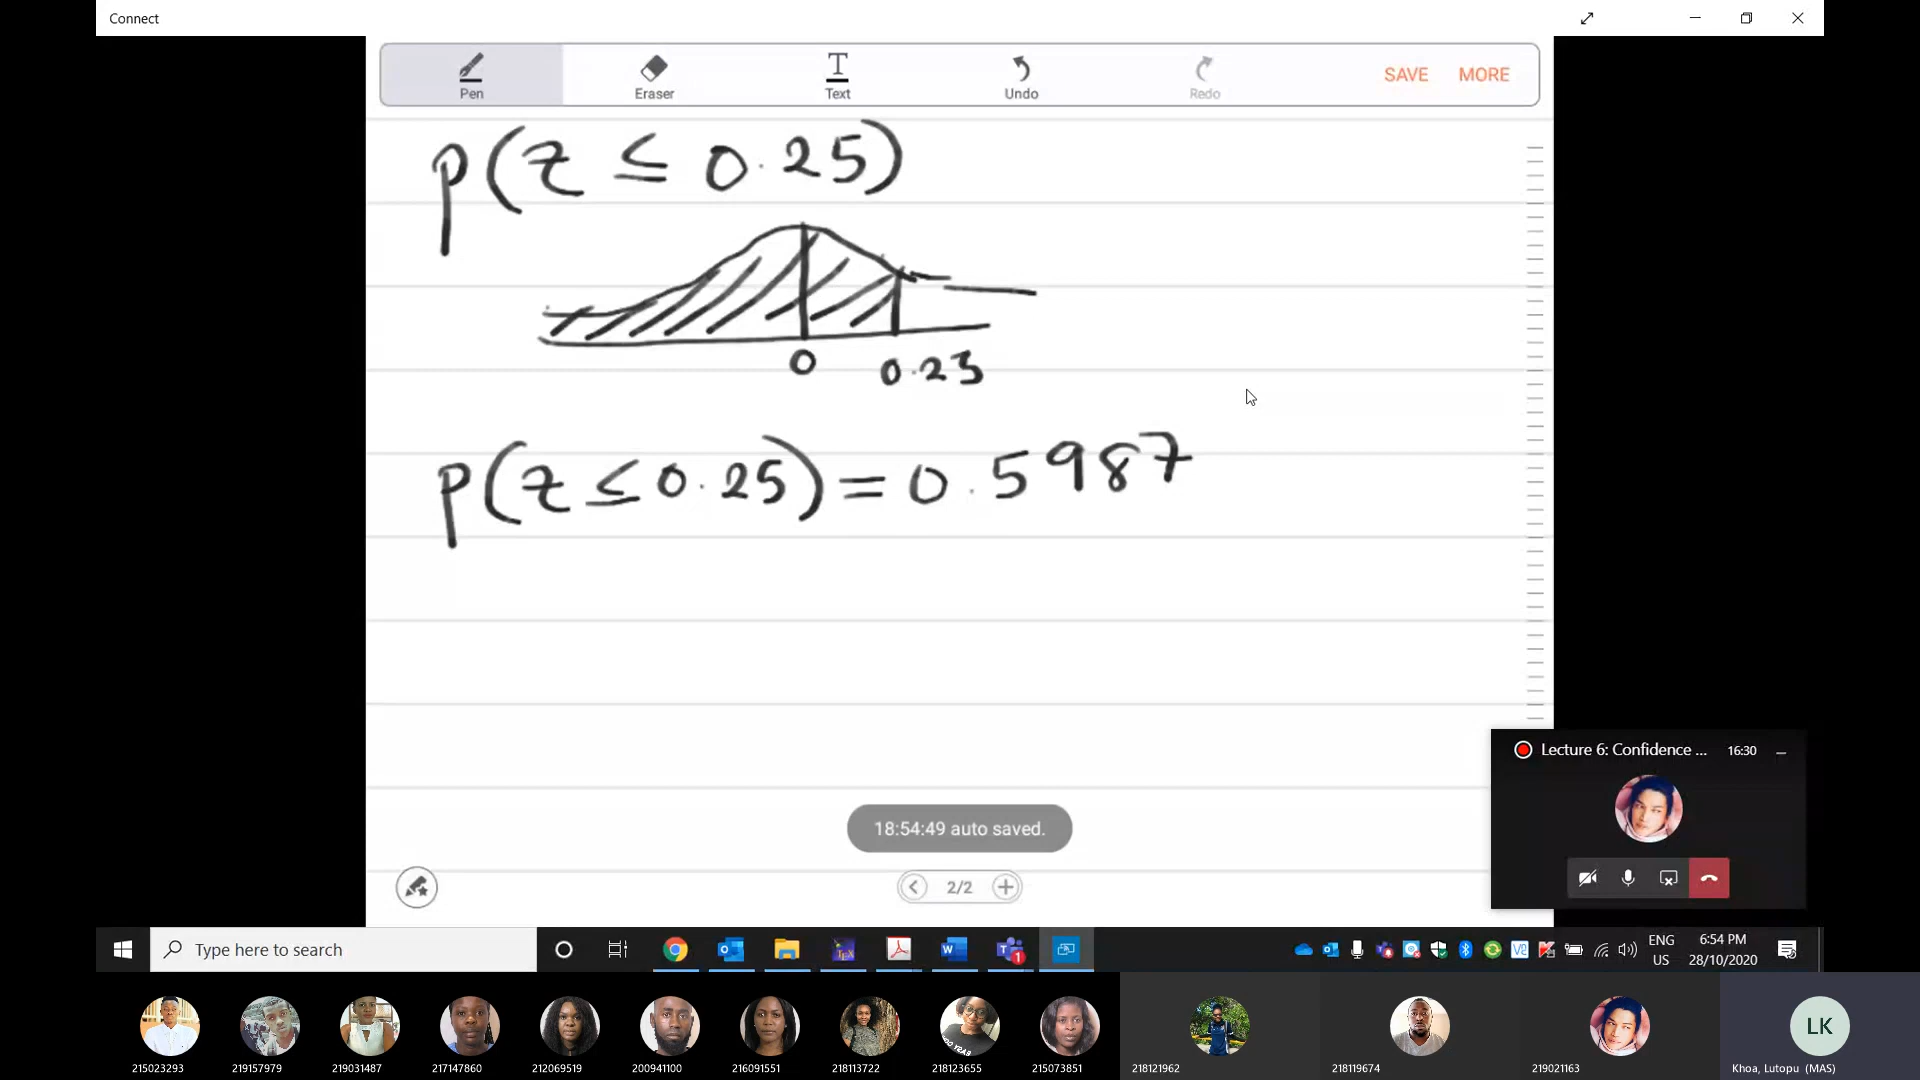 Connect
Pen
Eraser
Text
Undo
Redo
SAVE
MORE
p(z ≤ 0.25)
0
0.25
p(z ≤ 0.25) = 0.5987
Lecture 6: Confidence ...
16:30
18:54:49 auto saved.
2/2
Type here to search
1
ENG
US
6:54 PM
28/10/2020
LK
215023293
219157979
219031487
217147860
212069519
200941100
216091551
218113722
218123655
215073851
218121962
218119674
219021163
Khoa, Lutopu (MAS)